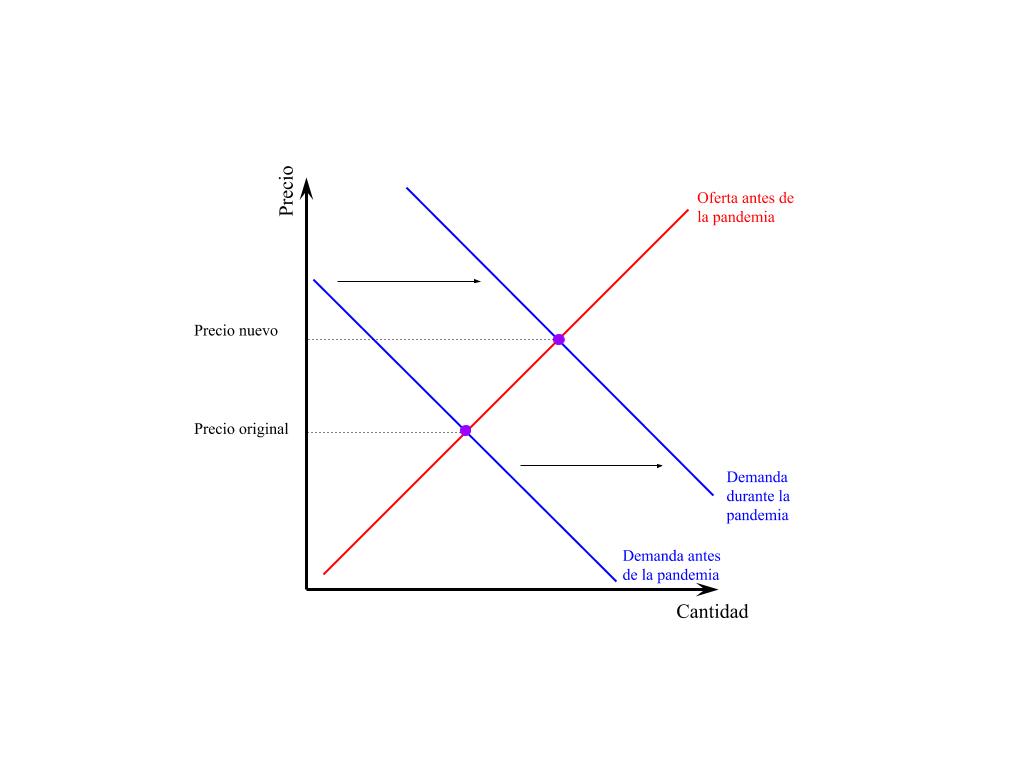 Precio
Oferta antes de
la pandemia
Precio nuevo
Precio original
Demanda
durante la
pandemia
Demanda antes
de la pandemia
Cantidad